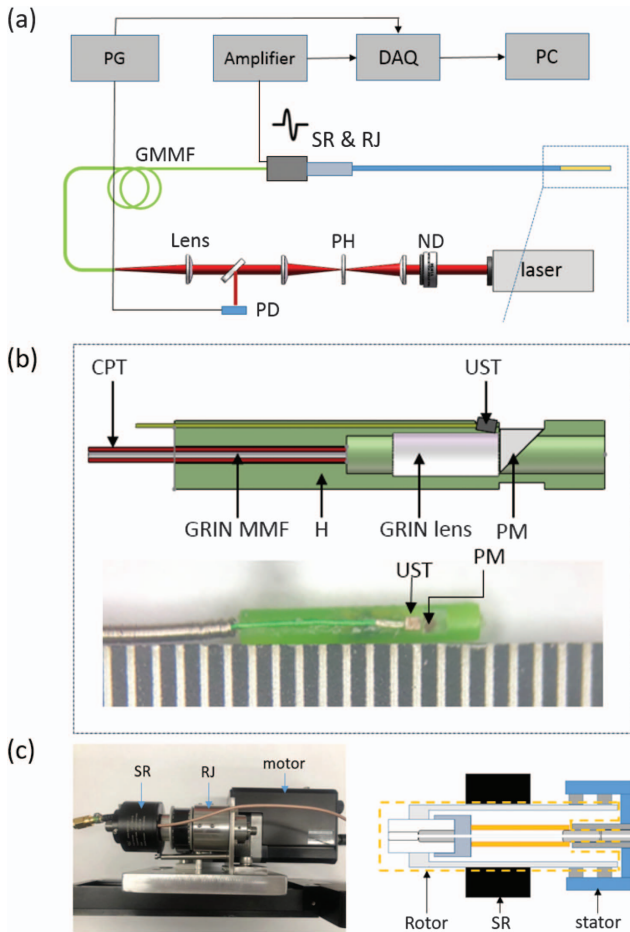 (a)
PG
Amplifier
DAQ
PC
SR & RJ
GMMF
Lens
PH
ND
laser
PD
(b)
CPT
UST
GRIN MMF
H
GRIN lens
PM
PM
UST
(c)
SR
RJ
motor
Rotor
SR
stator